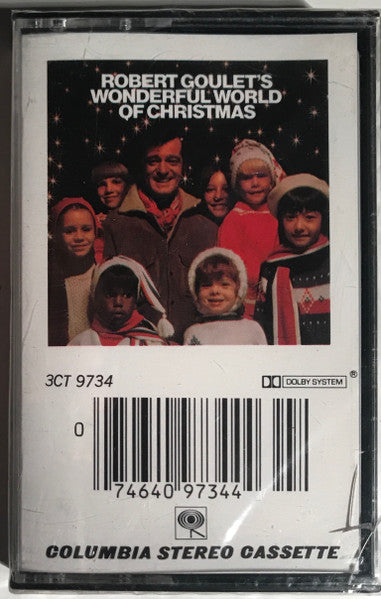 ROBERT GOULET'S
WONDERFUL WORLD
OF CHRISTMAS
3CT 9734
DOLBY SYSTEM®
0
74640 97344
COLUMBIA STEREO CASSETTE